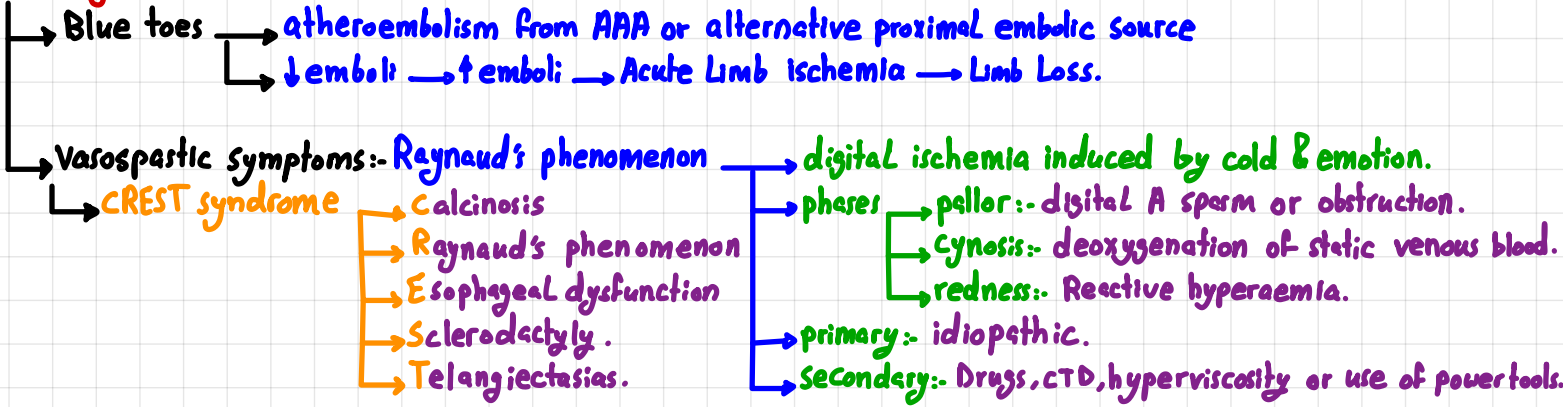 Blue toes → atheroembolism from AAA or alternative proximal embolic source
↓emboli → ↑emboli → Acute Limb ischemia → Limb Loss.
Vasospastic symptoms:- Raynaud's phenomenon → digital ischemia induced by cold & emotion.
CREST syndrome
Calcinosis
Raynaud's phenomenon
Esophageal dysfunction
Sclerodactyly.
Telangiectasias.
phases
pallor:- digital A sparm or obstruction.
cynosis:- deoxygenation of static venous blood.
redness:- Reactive hyperaemia.
primary:- idiopathic.
Secondary:- Drugs, CTD, hyperviscosity or use of power tools.